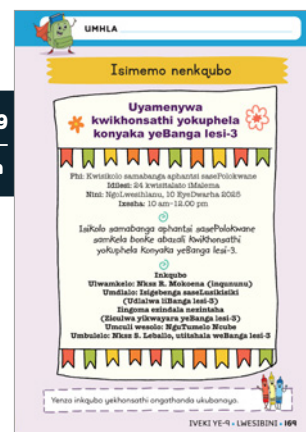 UMHLA
Isimemo nenkqubo
9
Uyamenywa
kwikhonsathi yokuphela
konyaka yeBanga lesi-3
Phi: Kwisikolo samabanga aphantsi sasePolokwane
Idilesi: 24 kwisitalato iMalema
Nini: NgoLwesihlanu, 10 EyeDwarha 2025
Ixesha: 10 am–12.00 pm
Isikolo samabanga aphantsi sasePolokwane
samkela bonke abazali kwikhonsathi
yokuphela konyaka yeBanga lesi-3.
Inkqubo
Ulwamkelo: Nksz R. Mokoena (inqununu)
Umdlalo: Isigebenga saseLusikisiki
(Udlalwa liBanga lesi-3)
Iingoma ezindala nezintsha
(Ziculwa yikwayara yeBanga lesi-3)
Umculi wesolo: NguTumelo Ncube
Umbulelo: Nksz S. Leballo, utitshala weBanga lesi-3
Yenza inkqubo yekhonsathi ongathanda ukubanayo.
IVEKI YE-9 • LWESIBINI • 169